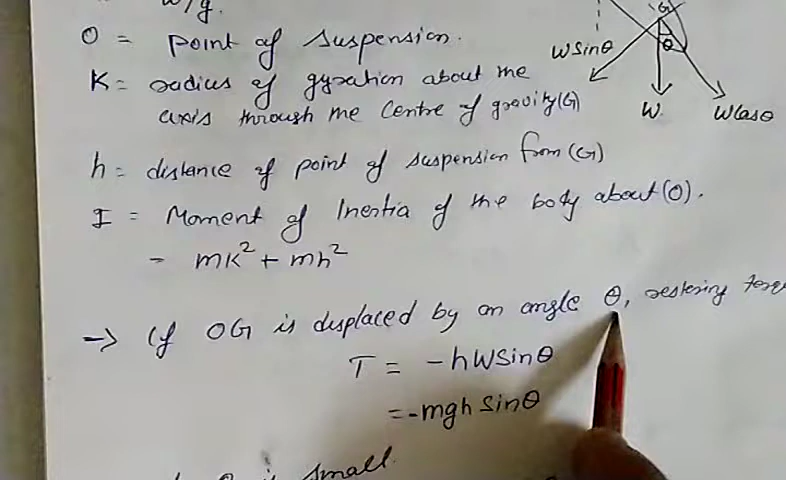 W/g.
O = point of suspension.
K = radius of gyration about the
axis through the Centre of gravity (G)
h = distance of point of suspension from (G)
I = Moment of Inertia of the body about (O).
= mK² + mh²
→ If OG is displaced by an angle θ, restoring
T = -hWSinθ
= -mgh Sinθ
is small.
G
θ
WSinθ
W
WCosθ